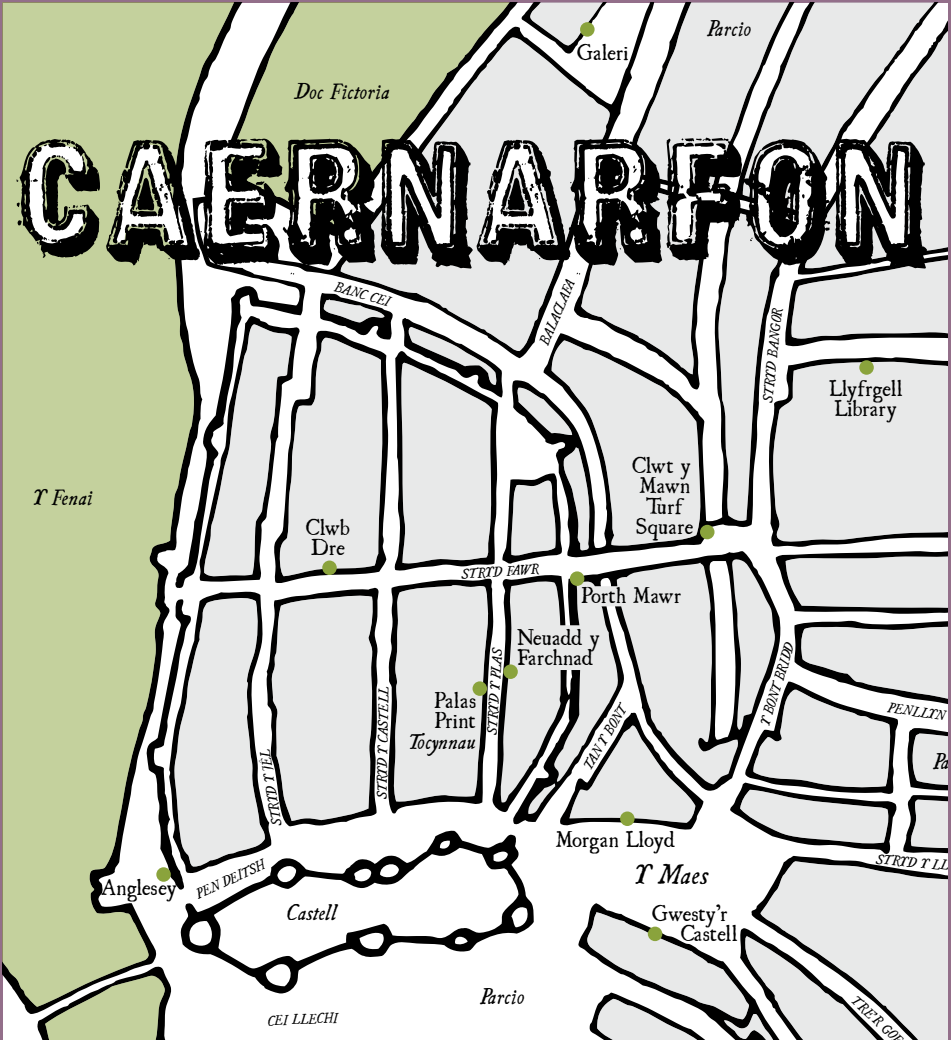 Galeri
Parcio
Doc Fictoria
CAERNARFON
BANC CEI
BALACLAFA
STRYD BANGOR
Llyfrgell
Library
Clwt y
Mawn
Turf
Square
Y Fenai
Clwb
Dre
STRYD FAWR
Porth Mawr
Neuadd y
Farchnad
STRYD Y PLAS
Palas
Print
Tocynnau
STRYD Y CASTELL
STRYD Y JÊL
TAN Y BONT
Y BONT BRIDD
PENLLYN
Pa
Morgan Lloyd
Y Maes
STRYD Y LL
Anglesey
PEN DEITSH
Castell
Gwesty'r
Castell
Parcio
CEI LLECHI
TRE'R GOF